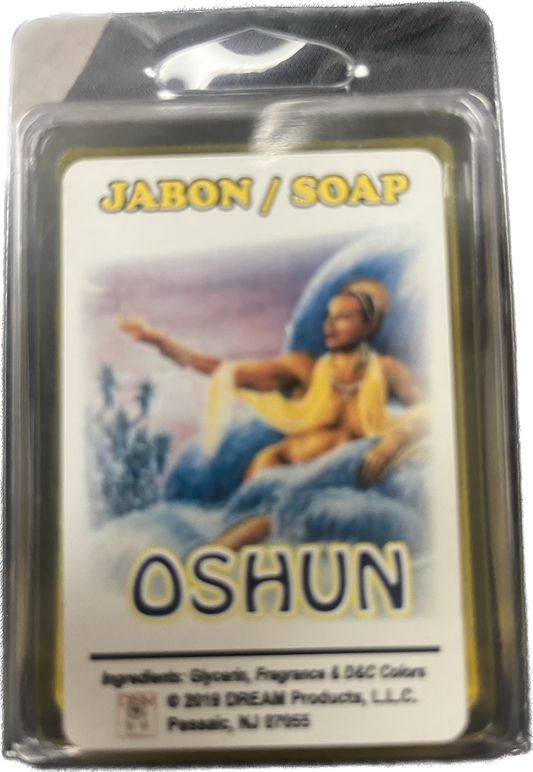 JABON / SOAP
OSHUN
Ingredients: Glycerin, Fragrance & D&C Colors
© 2019 DREAM Products, L.L.C.
Passaic, NJ 07055